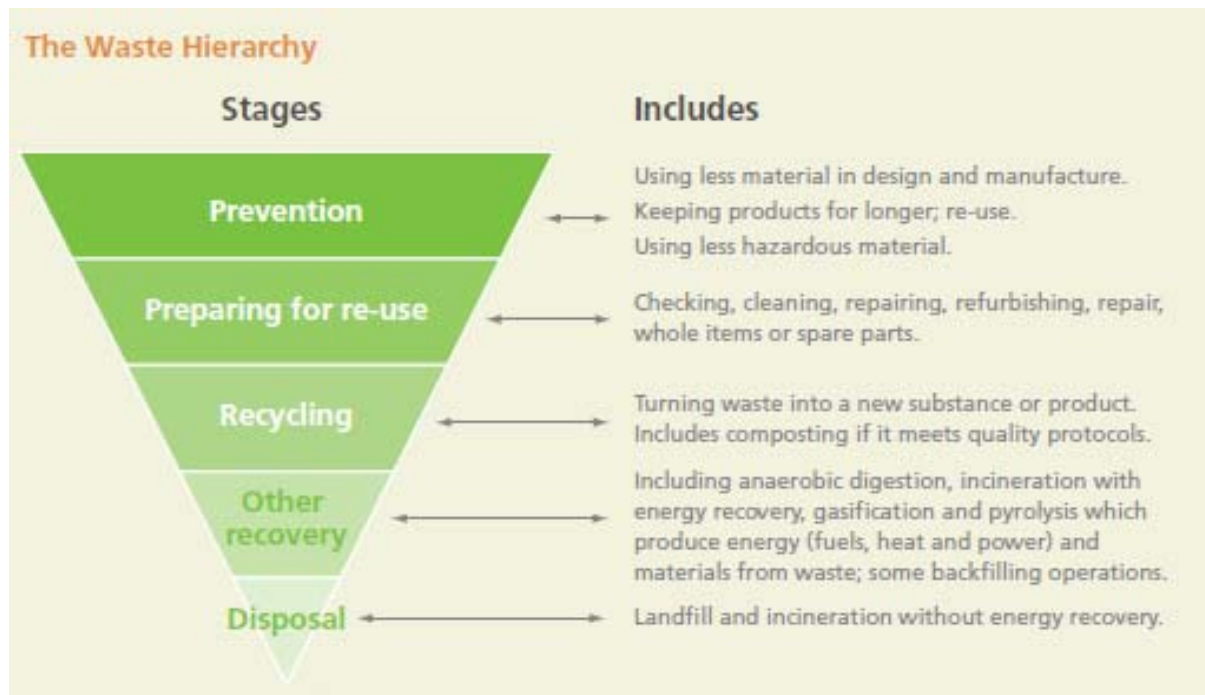 The Waste Hierarchy
Stages
Includes
Prevention
Using less material in design and manufacture.
Keeping products for longer; re-use.
Using less hazardous material.
Preparing for re-use
Checking, cleaning, repairing, refurbishing, repair,
whole items or spare parts.
Recycling
Turning waste into a new substance or product.
Includes composting if it meets quality protocols.
Other
recovery
Including anaerobic digestion, incineration with
energy recovery, gasification and pyrolysis which
produce energy (fuels, heat and power) and
materials from waste; some backfilling operations.
Disposal
Landfill and incineration without energy recovery.